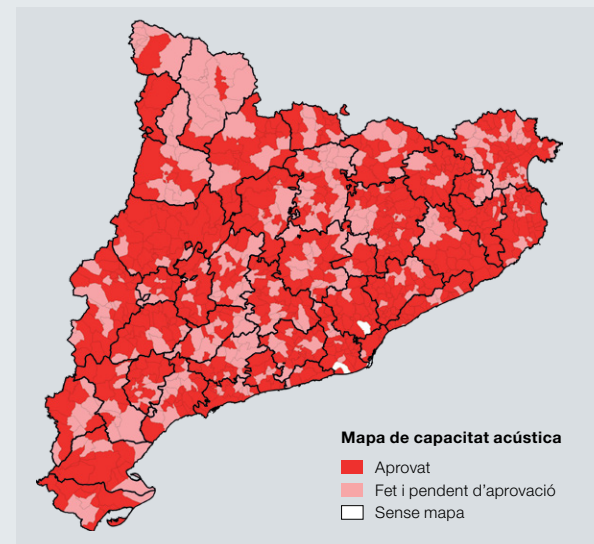 Mapa de capacitat acústica
Aprovat
Fet i pendent d'aprovació
Sense mapa